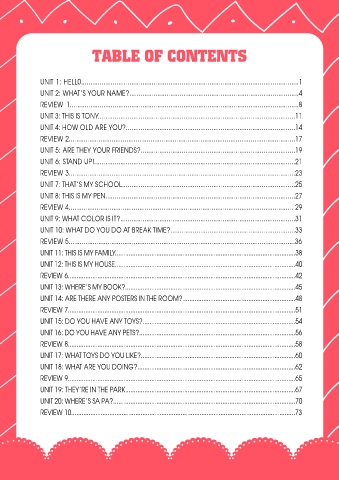 TABLE OF CONTENTS
UNIT 1: HELLO.....1
UNIT 2: WHAT'S YOUR NAME?.....4
REVIEW 1.....8
UNIT 3: THIS IS TONY.....11
UNIT 4: HOW OLD ARE YOU?.....14
REVIEW 2.....17
UNIT 5: ARE THEY YOUR FRIENDS?.....19
UNIT 6: STAND UP!.....21
REVIEW 3.....23
UNIT 7: THAT'S MY SCHOOL.....25
UNIT 8: THIS IS MY PEN.....27
REVIEW 4.....29
UNIT 9: WHAT COLOR IS IT?.....31
UNIT 10: WHAT DO YOU DO AT BREAK TIME?.....33
REVIEW 5.....36
UNIT 11: THIS IS MY FAMILY.....38
UNIT 12: THIS IS MY HOUSE.....40
REVIEW 6.....42
UNIT 13: WHERE'S MY BOOK?.....45
UNIT 14: ARE THERE ANY POSTERS IN THE ROOM?.....48
REVIEW 7.....51
UNIT 15: DO YOU HAVE ANY TOYS?.....54
UNIT 16: DO YOU HAVE ANY PETS?.....56
REVIEW 8.....58
UNIT 17: WHAT TOYS DO YOU LIKE?.....60
UNIT 18: WHAT ARE YOU DOING?.....62
REVIEW 9.....65
UNIT 19: THEY'RE IN THE PARK.....67
UNIT 20: WHERE'S SA PA?.....70
REVIEW 10.....73